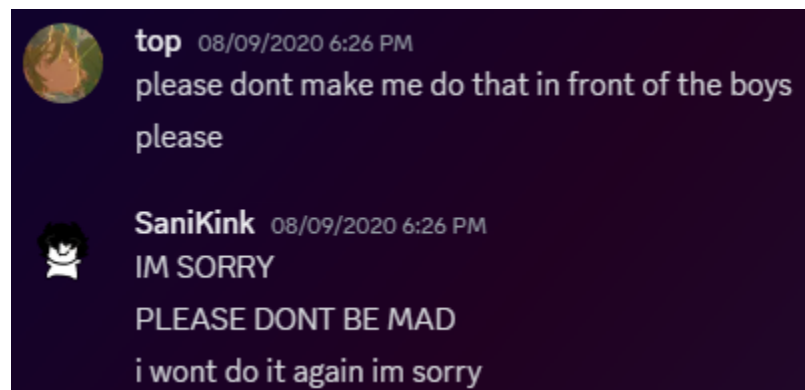 top 08/09/2020 6:26 PM
please dont make me do that in front of the boys
please
SaniKink 08/09/2020 6:26 PM
IM SORRY
PLEASE DONT BE MAD
i wont do it again im sorry